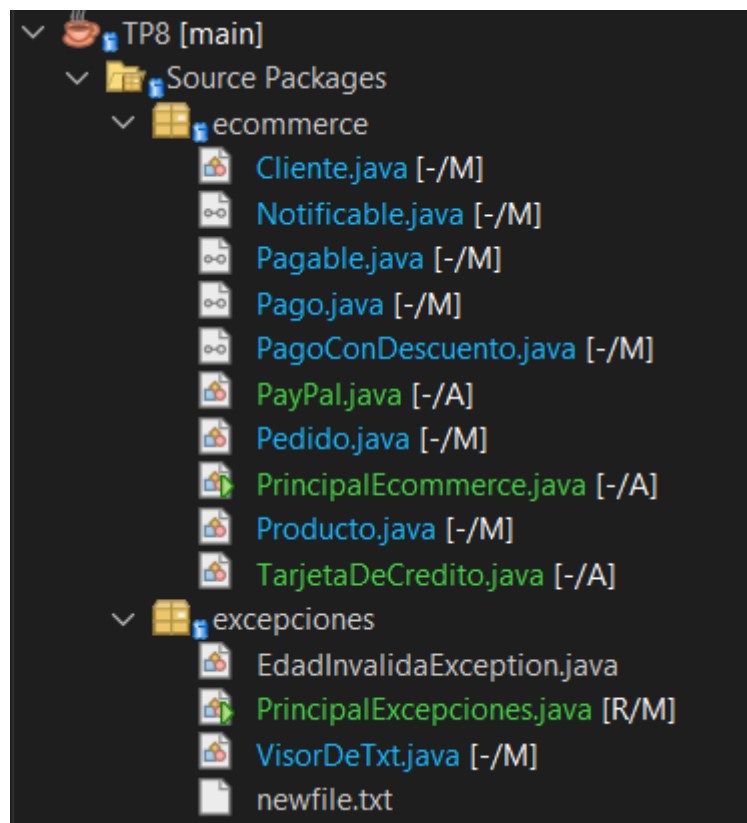 TP8 [main]
Source Packages
ecommerce
Cliente.java [-/M]
Notificable.java [-/M]
Pagable.java [-/M]
Pago.java [-/M]
PagoConDescuento.java [-/M]
PayPal.java [-/A]
Pedido.java [-/M]
PrincipalEcommerce.java [-/A]
Producto.java [-/M]
TarjetaDeCredito.java [-/A]
excepciones
EdadInvalidaException.java
PrincipalExcepciones.java [R/M]
VisorDeTxt.java [-/M]
newfile.txt